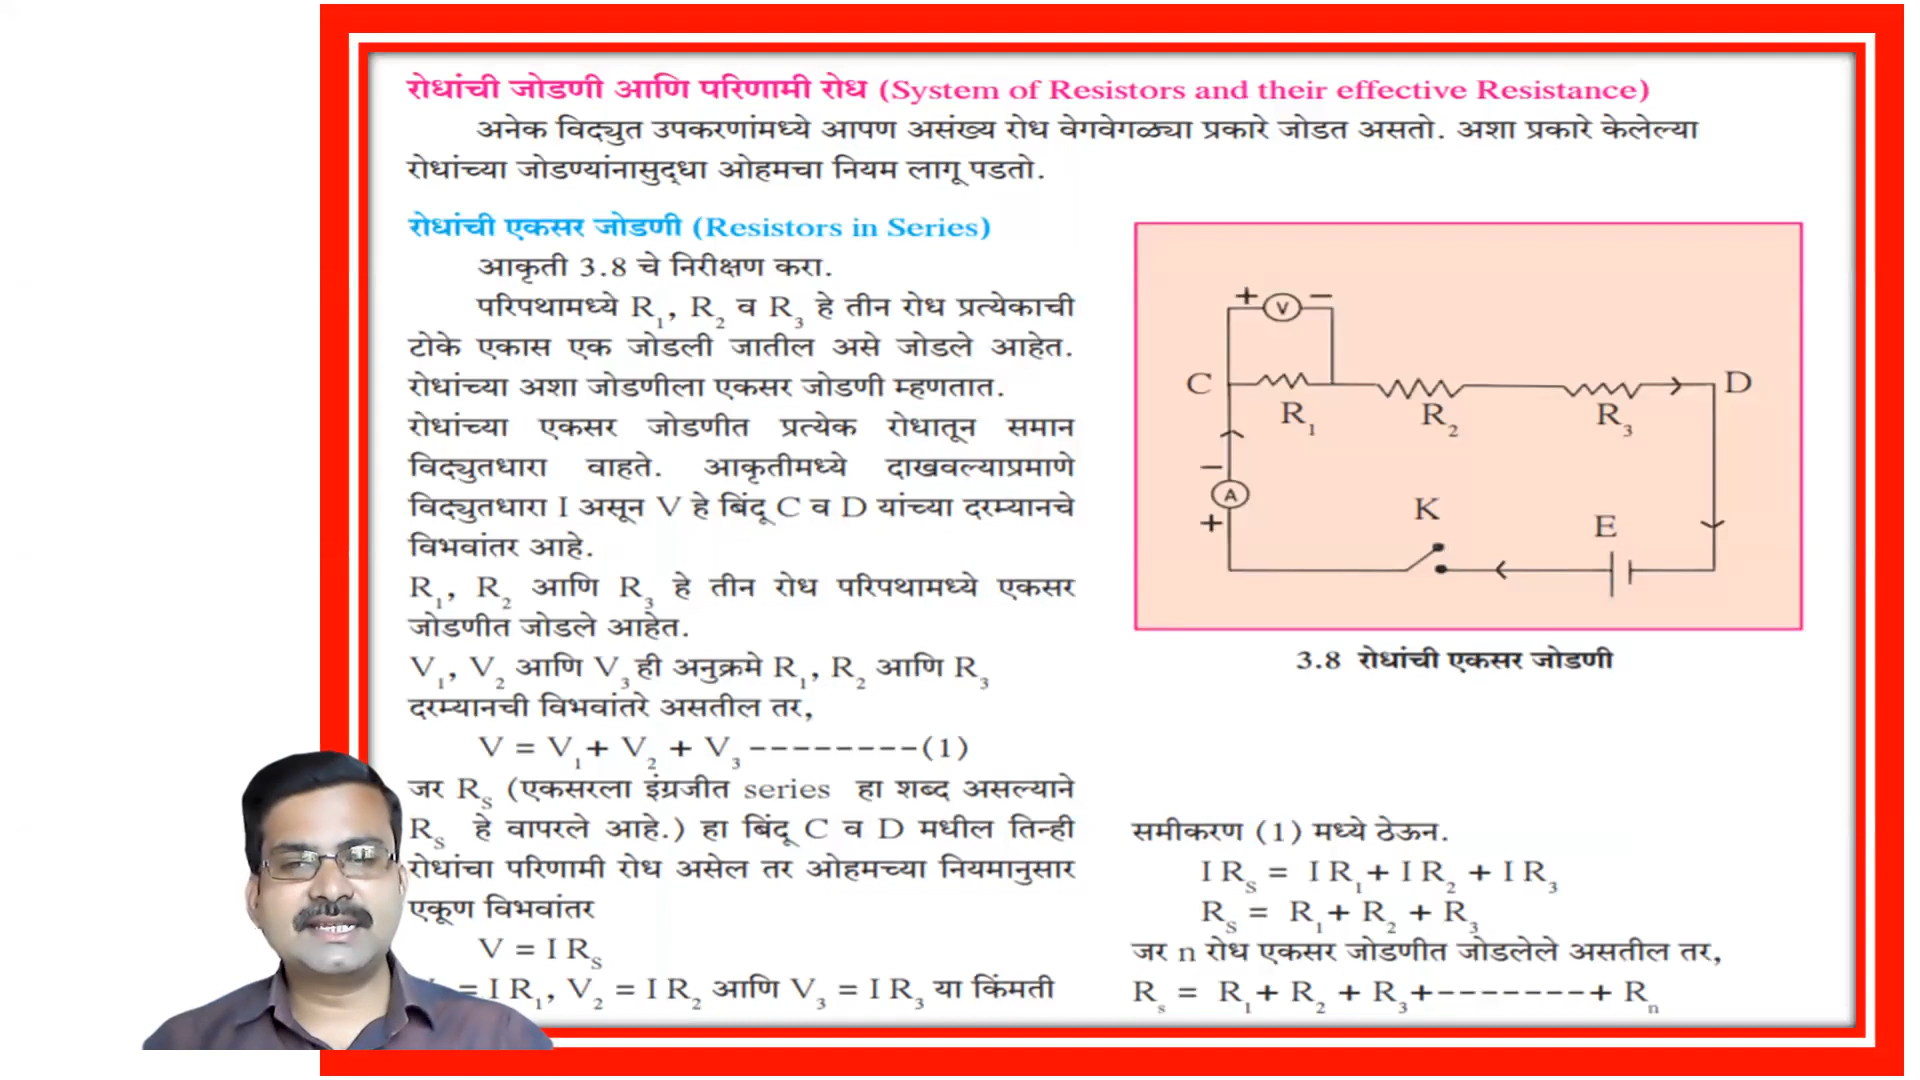 रोधांची जोडणी आणि परिणामी रोध (System of Resistors and their effective Resistance)
अनेक विद्युत उपकरणांमध्ये आपण असंख्य रोध वेगवेगळ्या प्रकारे जोडत असतो. अशा प्रकारे केलेल्या
रोधांच्या जोडण्यांनासुद्धा ओहमचा नियम लागू पडतो.
रोधांची एकसर जोडणी (Resistors in Series)
आकृती 3.8 चे निरीक्षण करा.
परिपथामध्ये R₁, R₂ व R₃ हे तीन रोध प्रत्येकाची
टोके एकास एक जोडली जातील असे जोडले आहेत.
रोधांच्या अशा जोडणीला एकसर जोडणी म्हणतात.
रोधांच्या एकसर जोडणीत प्रत्येक रोधातून समान
विद्युतधारा वाहते. आकृतीमध्ये दाखवल्याप्रमाणे
विद्युतधारा I असून V हे बिंदू C व D यांच्या दरम्यानचे
विभवांतर आहे.
R₁, R₂ आणि R₃ हे तीन रोध परिपथामध्ये एकसर
जोडणीत जोडले आहेत.
V₁, V₂ आणि V₃ ही अनुक्रमे R₁, R₂ आणि R₃
दरम्यानची विभवांतरे असतील तर,
V = V₁ + V₂ + V₃ ---------(1)
जर Rₛ (एकसरला इंग्रजीत series हा शब्द असल्याने
Rₛ हे वापरले आहे.) हा बिंदू C व D मधील तिन्ही
रोधांचा परिणामी रोध असेल तर ओहमच्या नियमानुसार
एकूण विभवांतर
V = I Rₛ
= I R₁, V₂ = I R₂ आणि V₃ = I R₃ या किंमती
+ V −
C R₁ R₂ R₃ D
−
A
+
K E
3.8 रोधांची एकसर जोडणी
समीकरण (1) मध्ये ठेऊन.
I Rₛ = I R₁ + I R₂ + I R₃
Rₛ = R₁ + R₂ + R₃
जर n रोध एकसर जोडणीत जोडलेले असतील तर,
Rₛ = R₁ + R₂ + R₃ +-------+ Rₙ